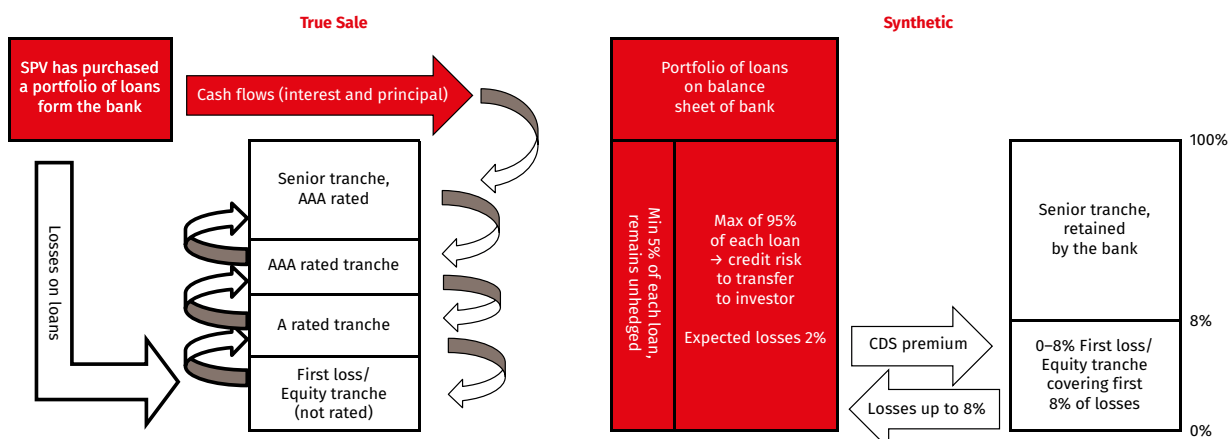 True Sale
SPV has purchased
a portfolio of loans
form the bank
Cash flows (interest and principal)
Losses on loans
Senior tranche,
AAA rated
AAA rated tranche
A rated tranche
First loss/
Equity tranche
(not rated)
Synthetic
Portfolio of loans
on balance
sheet of bank
Min 5% of each loan,
remains unhedged
Max of 95%
of each loan
→ credit risk
to transfer
to investor
Expected losses 2%
CDS premium
Losses up to 8%
Senior tranche,
retained
by the bank
0–8% First loss/
Equity tranche
covering first
8% of losses
100%
8%
0%